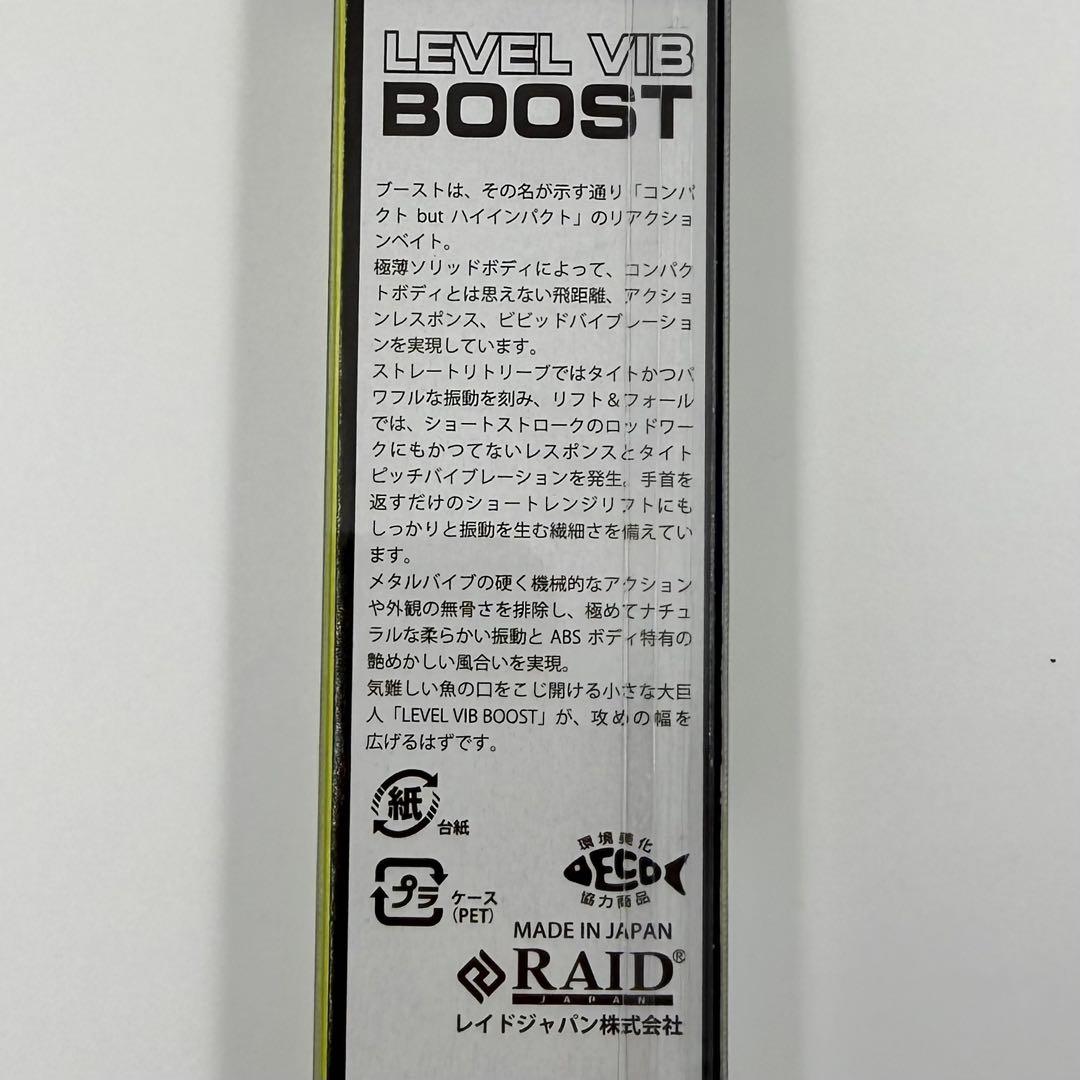 LEVEL VIB
BOOST
ブーストは、その名が示す通り「コンパ
クト but ハイインパクト」のリアクショ
ンベイト。
極薄ソリッドボディによって、コンパク
トボディとは思えない飛距離、アクショ
ンレスポンス、ビビッドバイブレーショ
ンを実現しています。
ストレートリトリーブではタイトかつパ
ワフルな振動を刻み、リフト＆フォール
では、ショートストロークのロッドワー
クにもかつてないレスポンスとタイト
ピッチバイブレーションを発生。手首を
返すだけのショートレンジリフトにも
しっかりと振動を生む繊細さを備えてい
ます。
メタルバイブの硬く機械的なアクション
や外観の無骨さを排除し、極めてナチュ
ラルな柔らかい振動と ABS ボディ特有の
艶めかしい風合いを実現。
気難しい魚の口をこじ開ける小さな大巨
人「LEVEL VIB BOOST」が、攻めの幅を
広げるはずです。
紙
台紙
プラ
ケース
(PET)
環境美化
ECO
協力商品
MADE IN JAPAN
RAID®
JAPAN
レイドジャパン株式会社